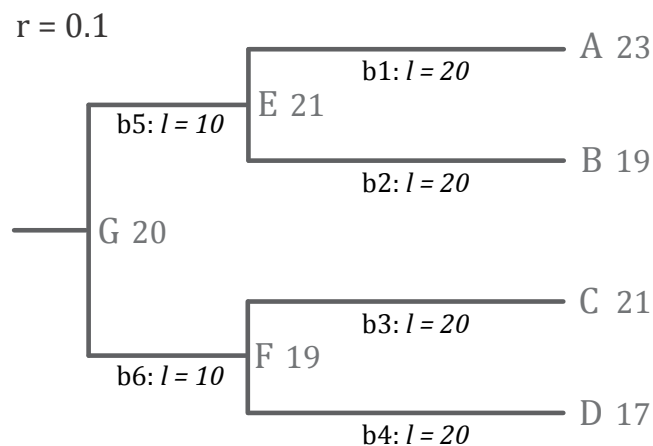 r = 0.1
A 23
b1: l = 20
E 21
b5: l = 10
B 19
b2: l = 20
G 20
C 21
b3: l = 20
F 19
b6: l = 10
D 17
b4: l = 20